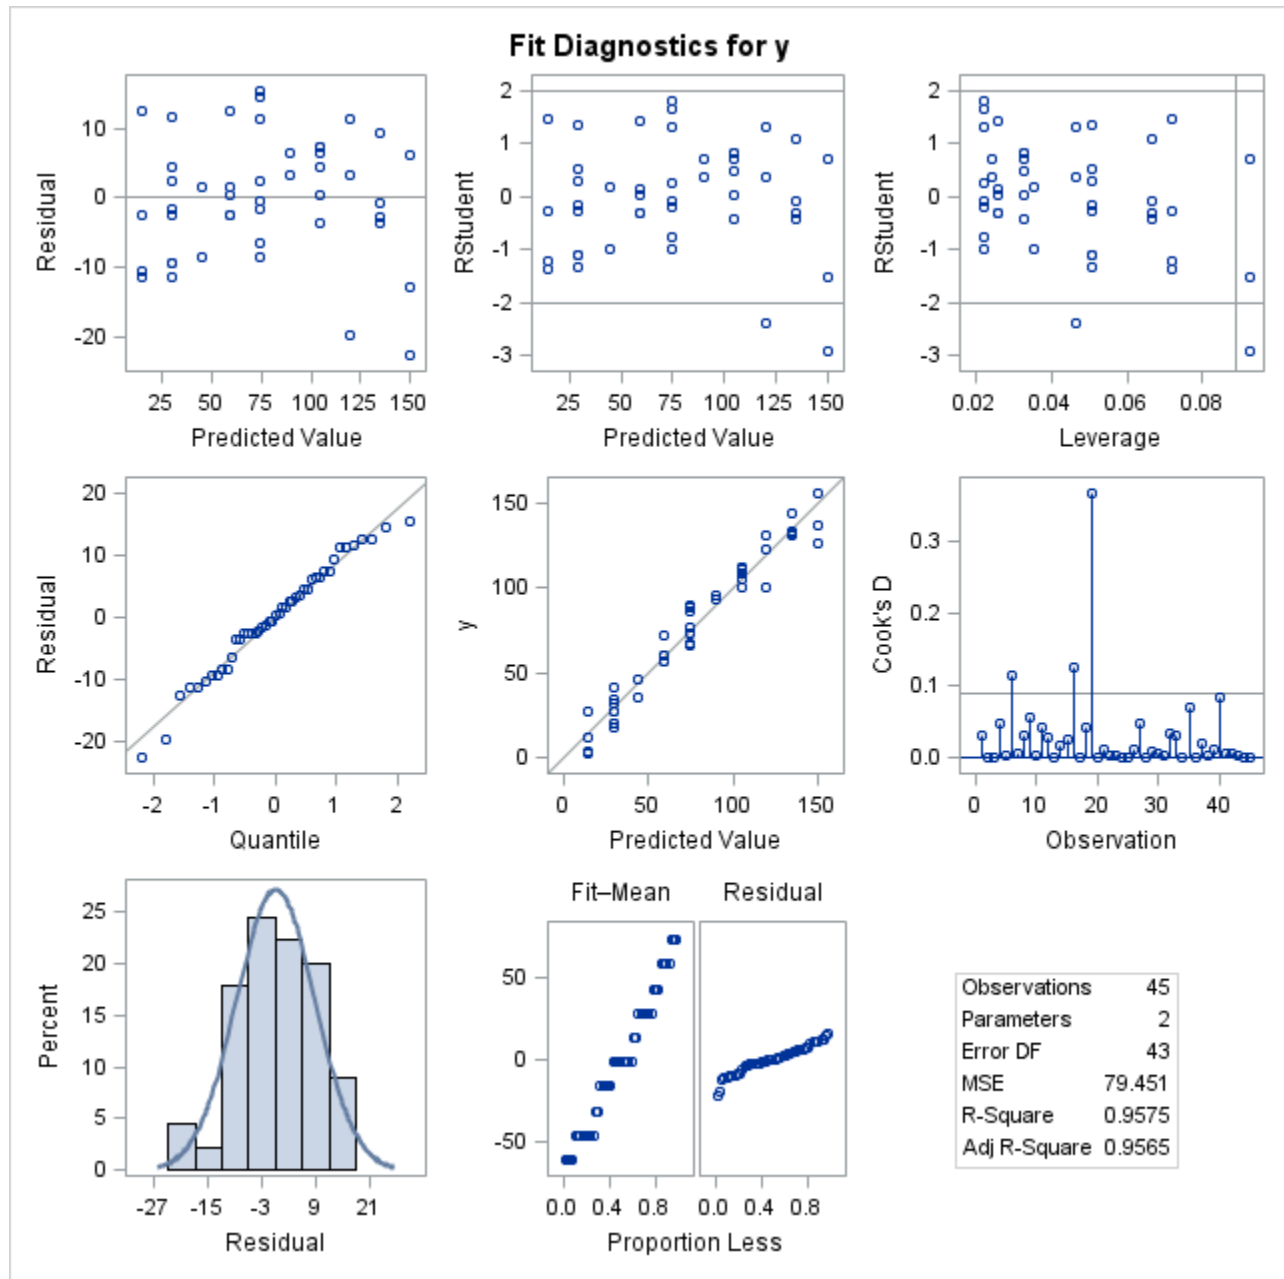 Fit Diagnostics for y
Residual
10
0
-10
-20
25 50 75 100 125 150
Predicted Value
RStudent
2
1
0
-1
-2
-3
25 50 75 100 125 150
Predicted Value
RStudent
2
1
0
-1
-2
-3
0.02 0.04 0.06 0.08
Leverage
Residual
20
10
0
-10
-20
-2 -1 0 1 2
Quantile
y
150
100
50
0
0 50 100 150
Predicted Value
Cook's D
0.3
0.2
0.1
0.0
0 10 20 30 40
Observation
Percent
25
20
15
10
5
0
-27 -15 -3 9 21
Residual
Fit–Mean Residual
50
0
-50
0.0 0.4 0.8 0.0 0.4 0.8
Proportion Less
Observations 45
Parameters 2
Error DF 43
MSE 79.451
R-Square 0.9575
Adj R-Square 0.9565